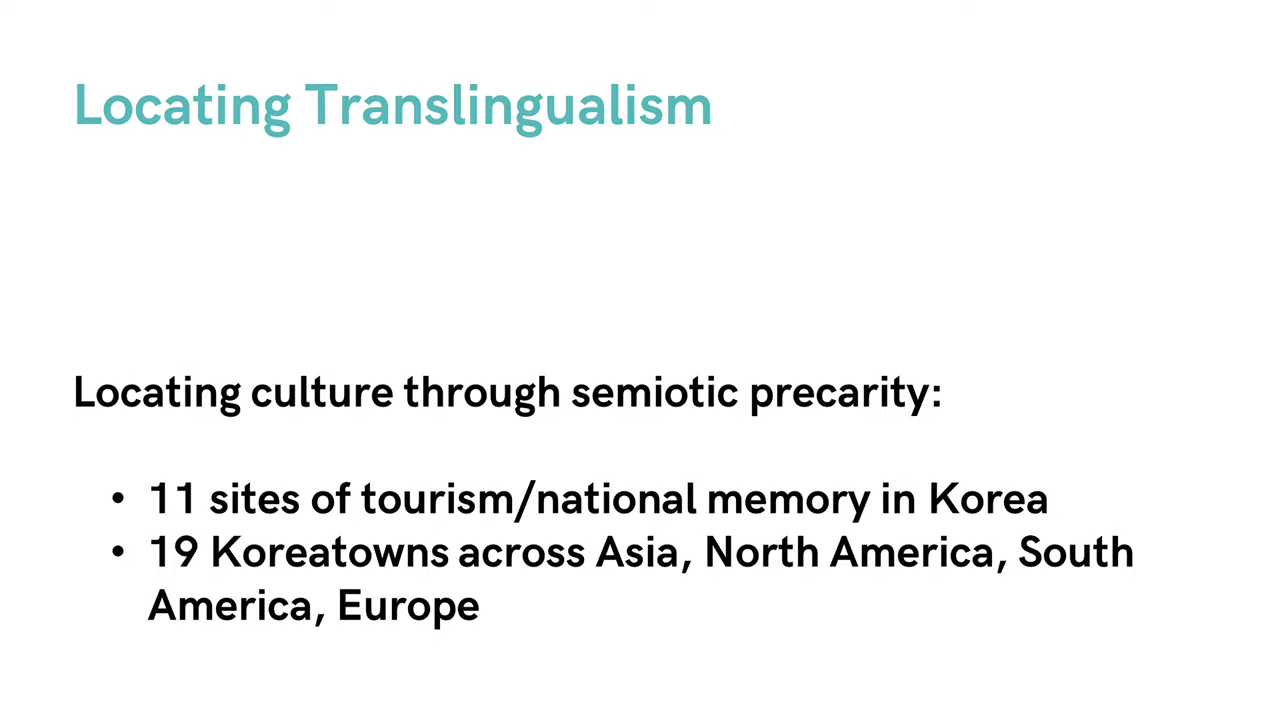 Locating Translingualism
Locating culture through semiotic precarity:
• 11 sites of tourism/national memory in Korea
• 19 Koreatowns across Asia, North America, South
America, Europe